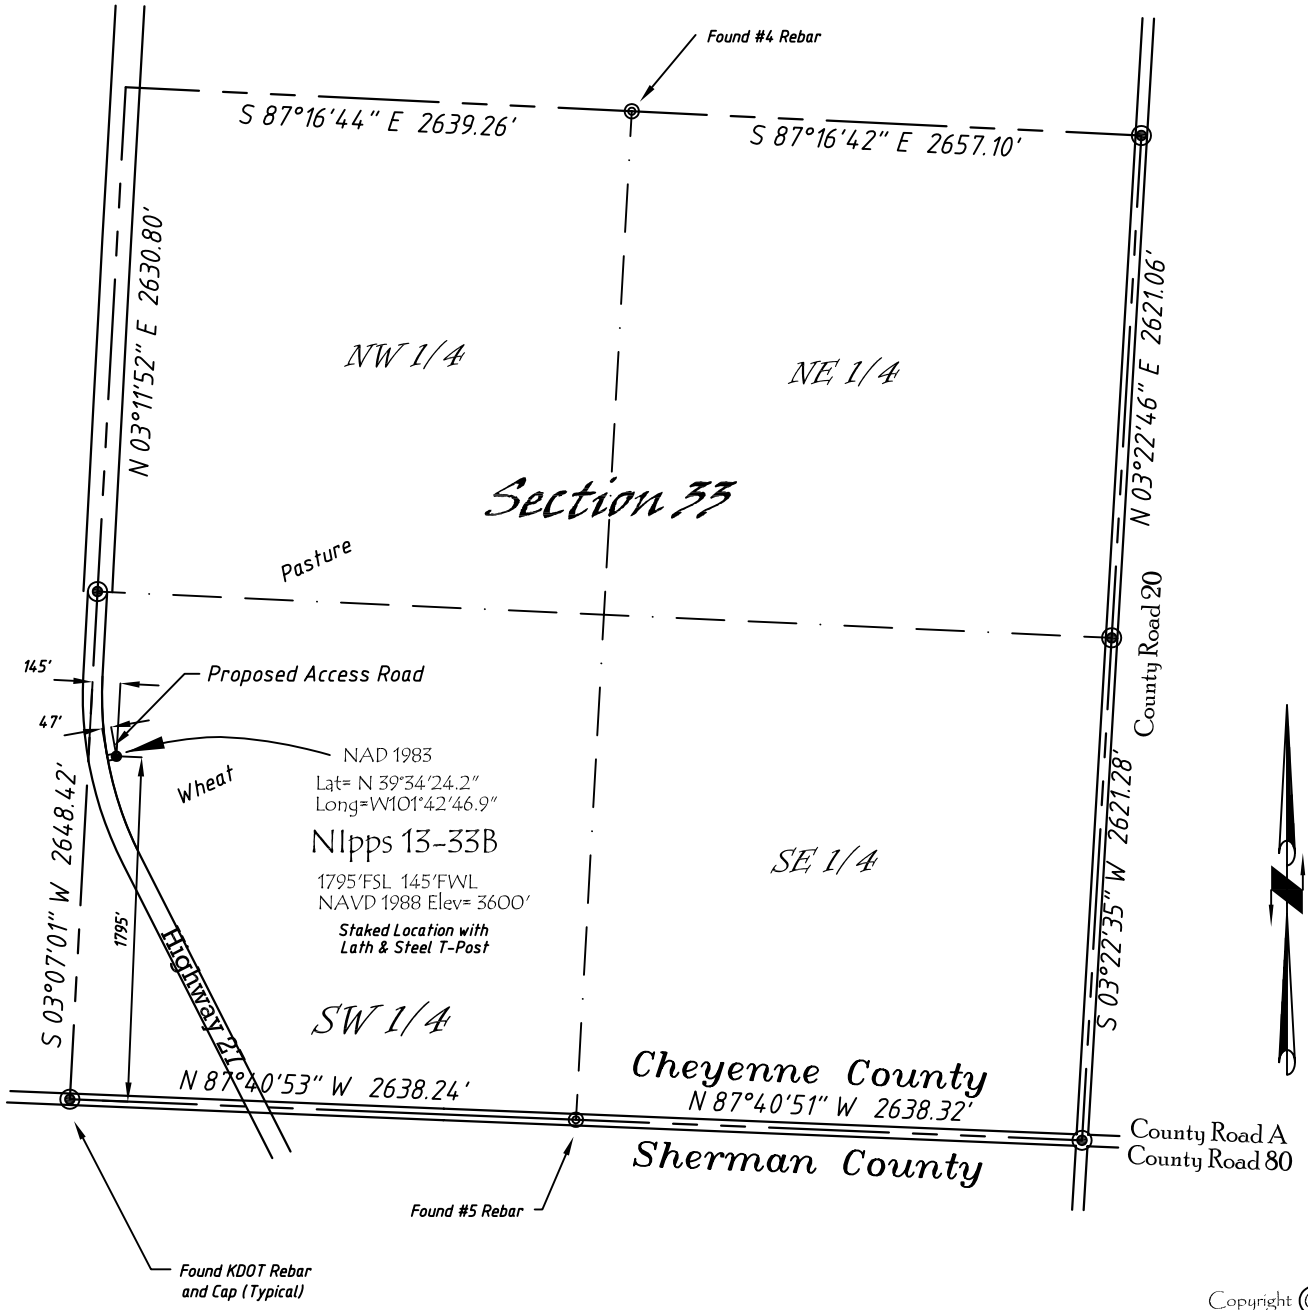 Found #4 Rebar
S 87°16'44" E 2639.26'
S 87°16'42" E 2657.10'
N 03°11'52" E 2630.80'
N 03°22'46" E 2621.06'
NW 1/4
NE 1/4
Section 33
Pasture
County Road 20
145'
Proposed Access Road
47'
NAD 1983
Lat= N 39°34'24.2"
Long=W101°42'46.9"
Wheat
NIpps 13-33B
1795'FSL 145'FWL
NAVD 1988 Elev= 3600'
Staked Location with
Lath & Steel T-Post
S 03°07'01" W 2648.42'
1795'
Highway 27
SE 1/4
S 03°22'35" W 2621.28'
SW 1/4
Cheyenne County
N 87°40'53" W 2638.24'
N 87°40'51" W 2638.32'
County Road A
County Road 80
Sherman County
Found #5 Rebar
Found KDOT Rebar
and Cap (Typical)
Copyright